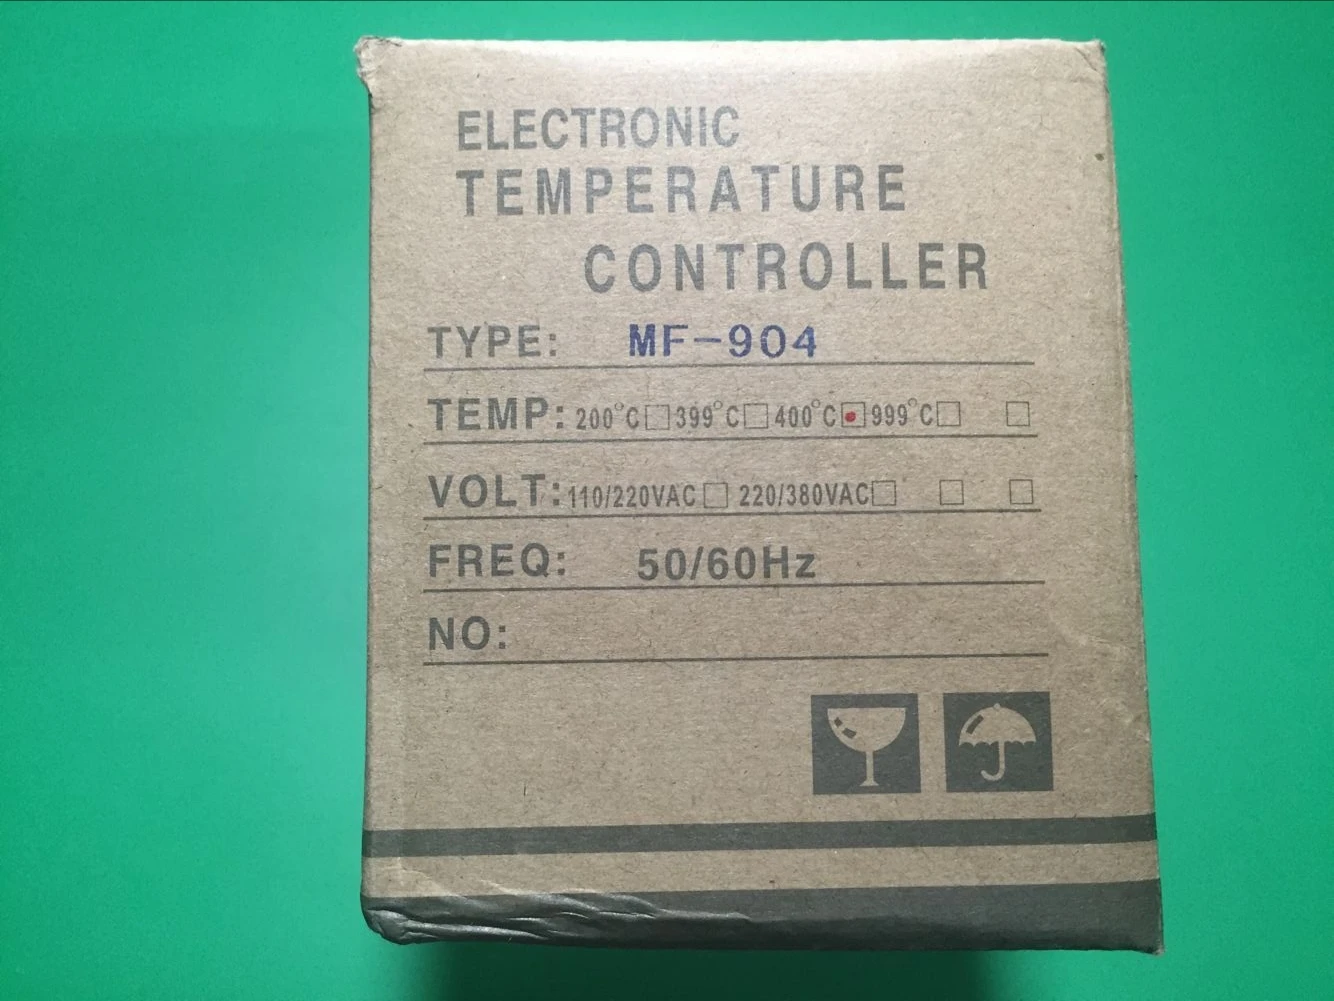 ELECTRONIC
TEMPERATURE
CONTROLLER
TYPE: MF-904
TEMP: 200°C□ 399°C□ 400°C☑ 999°C□ □
VOLT: 110/220VAC□ 220/380VAC□ □ □
FREQ: 50/60Hz
NO: